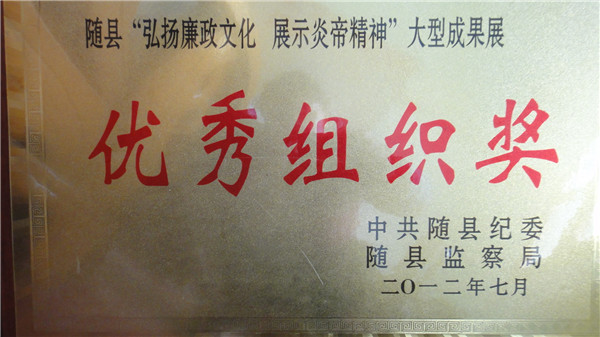 随县“弘扬廉政文化 展示炎帝精神”大型成果展
优秀组织奖
中共随县纪委
随县监察局
二〇一二年七月